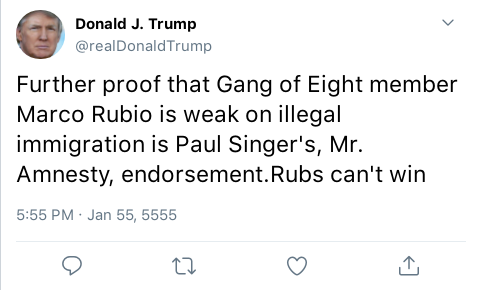 Donald J. Trump
@realDonaldTrump
Further proof that Gang of Eight member
Marco Rubio is weak on illegal
immigration is Paul Singer's, Mr.
Amnesty, endorsement.Rubs can't win
5:55 PM · Jan 55, 5555